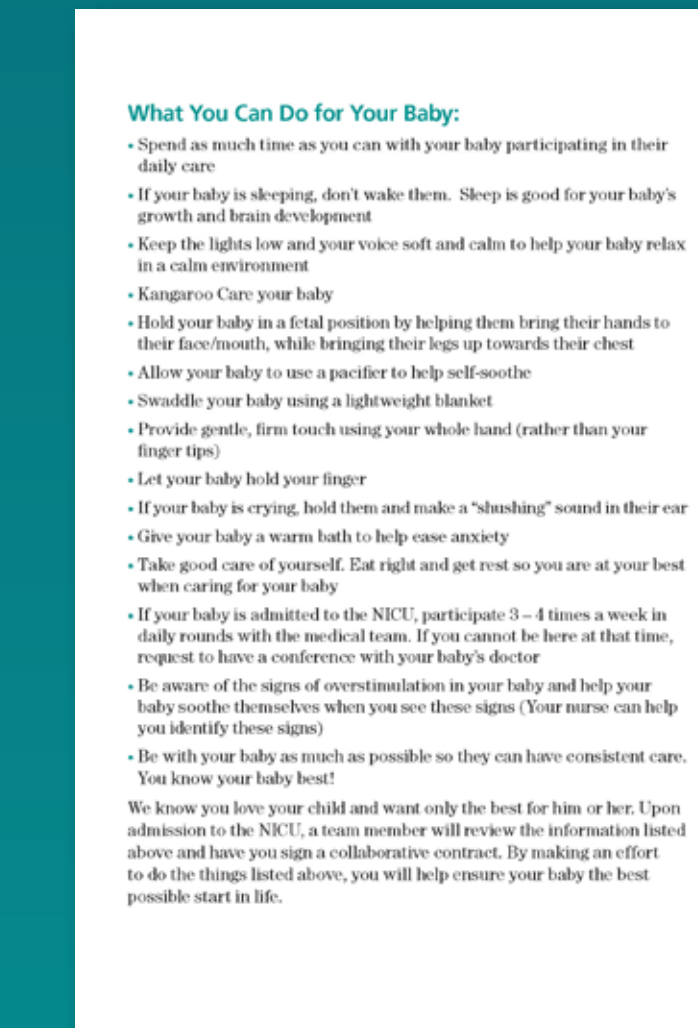 What You Can Do for Your Baby:
• Spend as much time as you can with your baby participating in their
daily care
• If your baby is sleeping, don't wake them. Sleep is good for your baby's
growth and brain development
• Keep the lights low and your voice soft and calm to help your baby relax
in a calm environment
• Kangaroo Care your baby
• Hold your baby in a fetal position by helping them bring their hands to
their face/mouth, while bringing their legs up towards their chest
• Allow your baby to use a pacifier to help self-soothe
• Swaddle your baby using a lightweight blanket
• Provide gentle, firm touch using your whole hand (rather than your
finger tips)
• Let your baby hold your finger
• If your baby is crying, hold them and make a "shushing" sound in their ear
• Give your baby a warm bath to help ease anxiety
• Take good care of yourself. Eat right and get rest so you are at your best
when caring for your baby
• If your baby is admitted to the NICU, participate 3 – 4 times a week in
daily rounds with the medical team. If you cannot be here at that time,
request to have a conference with your baby's doctor
• Be aware of the signs of overstimulation in your baby and help your
baby soothe themselves when you see these signs (Your nurse can help
you identify these signs)
• Be with your baby as much as possible so they can have consistent care.
You know your baby best!
We know you love your child and want only the best for him or her. Upon
admission to the NICU, a team member will review the information listed
above and have you sign a collaborative contract. By making an effort
to do the things listed above, you will help ensure your baby the best
possible start in life.